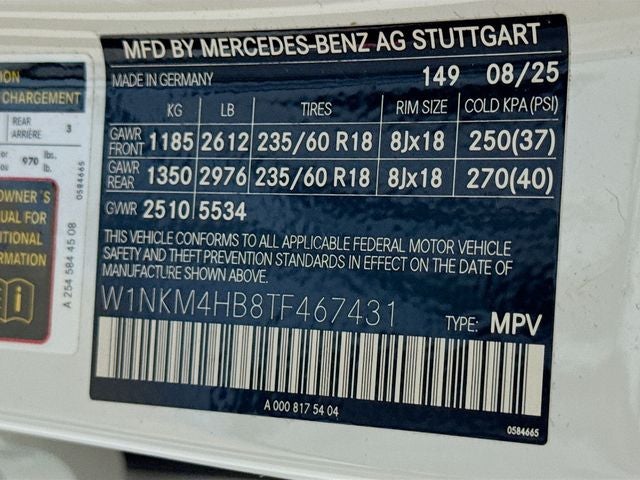 MFD BY MERCEDES-BENZ AG STUTTGART
MADE IN GERMANY 149 08/25
KG LB TIRES RIM SIZE COLD KPA (PSI)
GAWR FRONT 1185 2612 235/60 R18 8Jx18 250(37)
GAWR REAR 1350 2976 235/60 R18 8Jx18 270(40)
GVWR 2510 5534
THIS VEHICLE CONFORMS TO ALL APPLICABLE FEDERAL MOTOR VEHICLE
SAFETY AND THEFT PREVENTION STANDARDS IN EFFECT ON THE DATE OF
MANUFACTURE SHOWN ABOVE.
W1NKM4HB8TF467431 TYPE: MPV
A 000 817 54 04
0584665
CHARGEMENT
REAR
ARRIÈRE 3
970 lbs.
lb.
0584665
OWNER´S
FOR
A 254 584 45 08